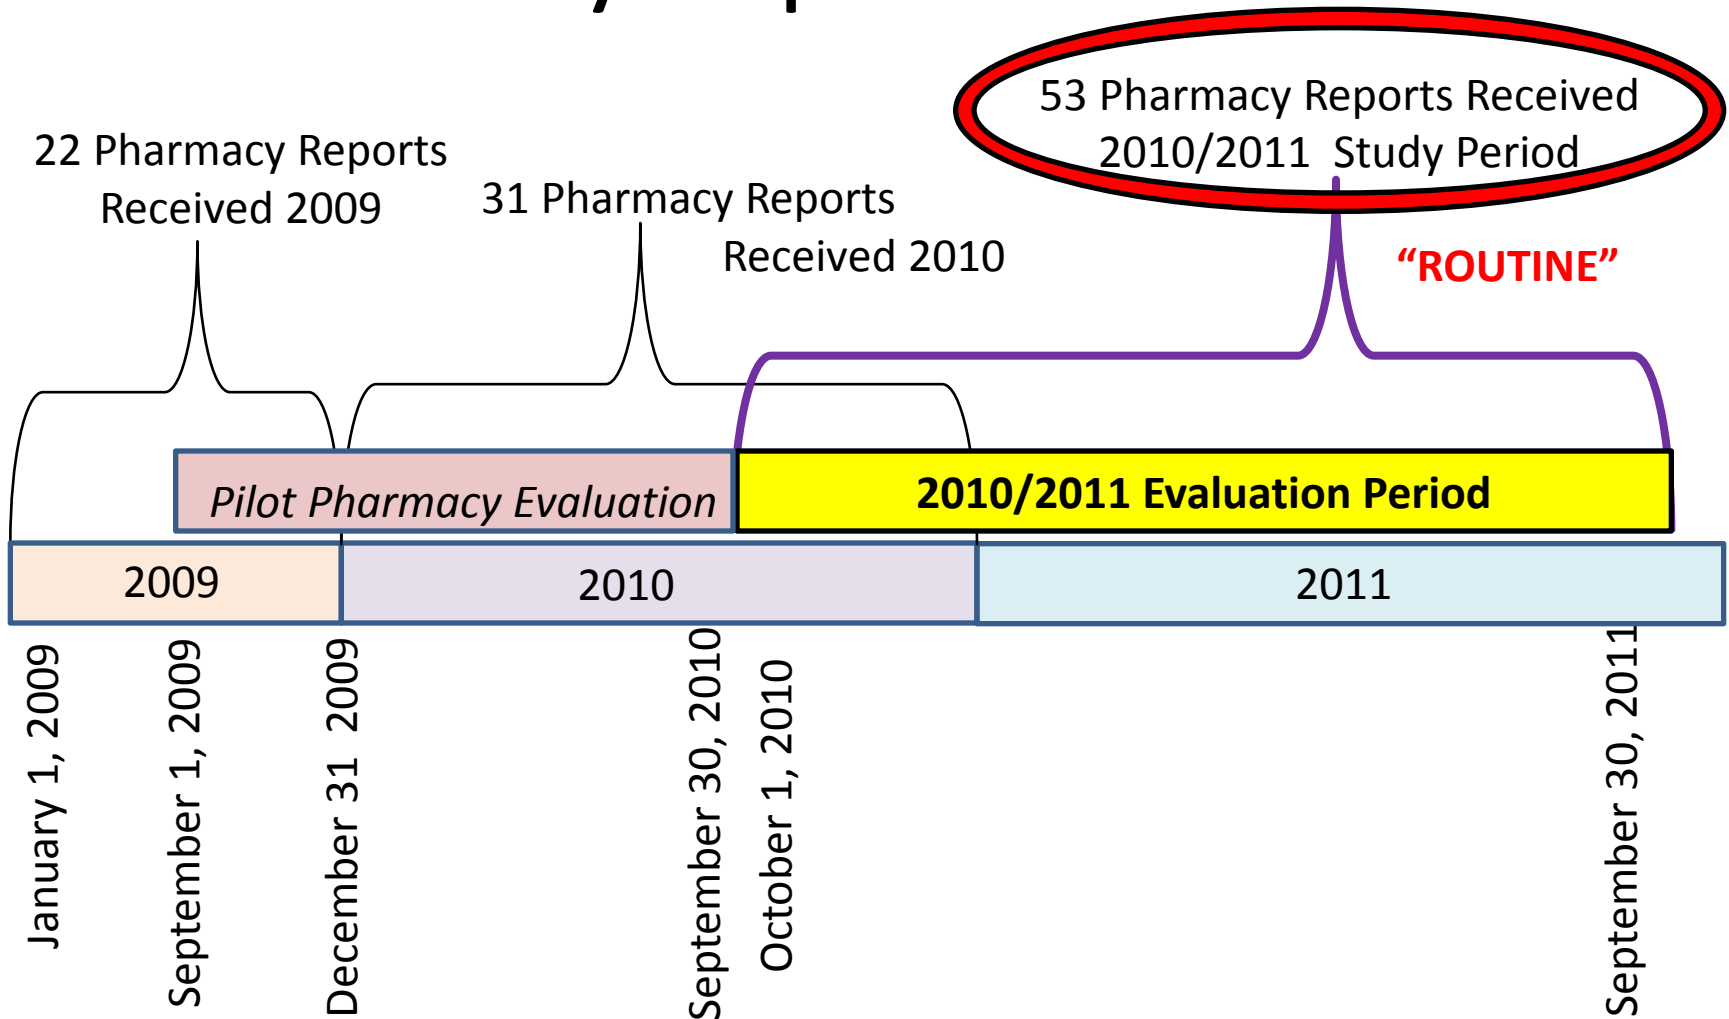 22 Pharmacy Reports
Received 2009
31 Pharmacy Reports
Received 2010
53 Pharmacy Reports Received
2010/2011 Study Period
“ROUTINE”
Pilot Pharmacy Evaluation
2010/2011 Evaluation Period
2009
2010
2011
January 1, 2009
September 1, 2009
December 31 2009
September 30, 2010
October 1, 2010
September 30, 2011